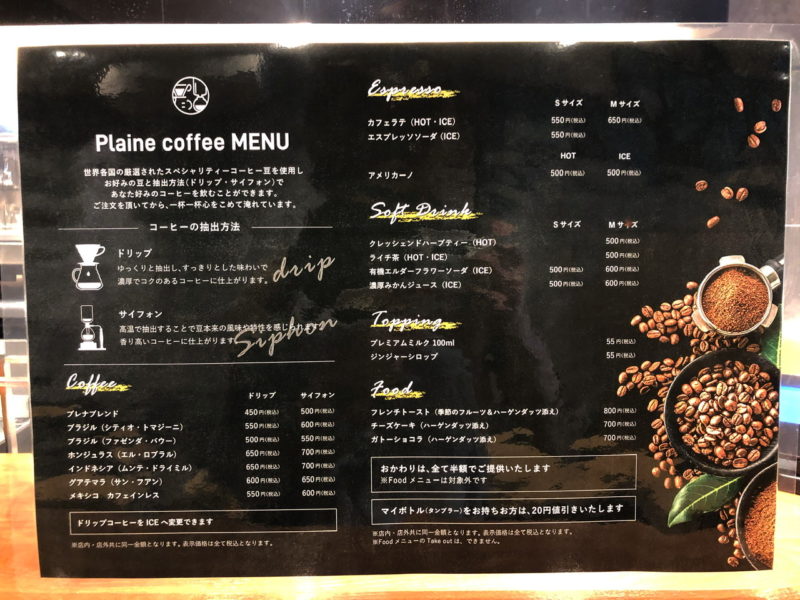 Plaine coffee MENU
世界各国の厳選されたスペシャリティーコーヒー豆を使用し
お好みの豆と抽出方法(ドリップ・サイフォン)で
あなた好みのコーヒーを飲むことができます。
ご注文を頂いてから、一杯一杯心をこめて淹れています。
コーヒーの抽出方法
ドリップ
ゆっくりと抽出し、すっきりとした味わいで
濃厚でコクのあるコーヒーに仕上がります。
drip
サイフォン
高温で抽出することで豆本来の風味や特性を感じ
香り高いコーヒーに仕上がります
Siphon
Coffee
ドリップ サイフォン
プレナブレンド 450円(税込) 500円(税込)
ブラジル(シティオ・トマジーニ) 550円(税込) 600円(税込)
ブラジル(ファゼンダ・バウー) 500円(税込) 550円(税込)
ホンジュラス(エル・ロブラル) 650円(税込) 700円(税込)
インドネシア(ムンテ・ドライミル) 650円(税込) 700円(税込)
グアテマラ(サン・フアン) 600円(税込) 650円(税込)
メキシコ カフェインレス 550円(税込) 600円(税込)
ドリップコーヒーを ICE へ変更できます
※店内・店外共に同一金額となります。表示価格は全て税込となります。
Espresso
Sサイズ Mサイズ
カフェラテ(HOT・ICE) 550円(税込) 650円(税込)
エスプレッソソーダ(ICE) 550円(税込)
HOT ICE
アメリカーノ 500円(税込) 500円(税込)
Soft Drink
Sサイズ Mサイズ
クレッシェンドハーブティー(HOT) 500円(税込)
ライチ茶(HOT・ICE) 500円(税込)
有機エルダーフラワーソーダ(ICE) 500円(税込) 600円(税込)
濃厚みかんジュース(ICE) 500円(税込) 600円(税込)
Topping
プレミアムミルク 100ml 55円(税込)
ジンジャーシロップ 55円(税込)
Food
フレンチトースト(季節のフルーツ＆ハーゲンダッツ添え) 800円(税込)
チーズケーキ(ハーゲンダッツ添え) 700円(税込)
ガトーショコラ(ハーゲンダッツ添え) 700円(税込)
おかわりは、全て半額でご提供いたします
※Foodメニューは対象外です
マイボトル(タンブラー)をお持ちお方は、20円値引きいたします
※店内・店外共に同一金額となります。表示価格は全て税込となります。
※Foodメニューの Take out は、できません。